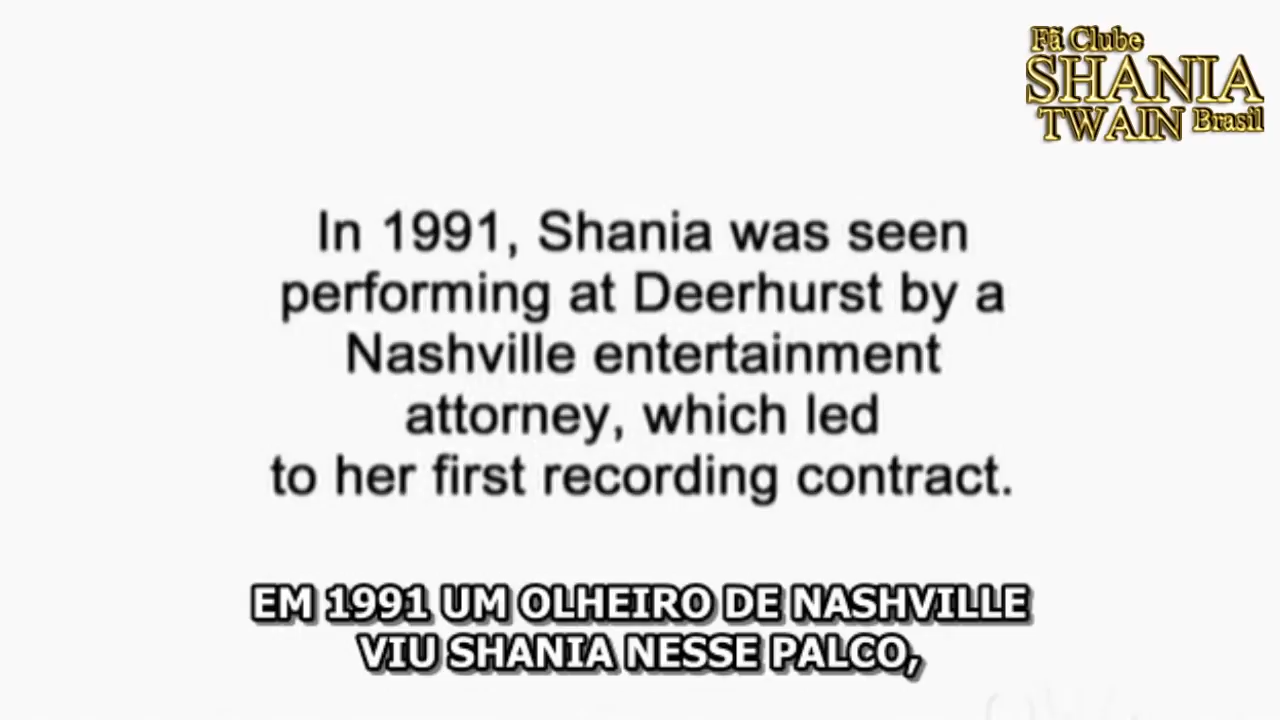 Fã Clube
SHANIA
TWAIN Brasil
In 1991, Shania was seen
performing at Deerhurst by a
Nashville entertainment
attorney, which led
to her first recording contract.
EM 1991 UM OLHEIRO DE NASHVILLE
VIU SHANIA NESSE PALCO,